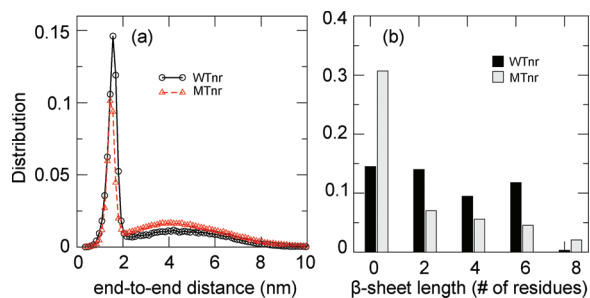 (a)
0.15
0.1
0.05
0
Distribution
WTnr
MTnr
0 2 4 6 8 10
end-to-end distance (nm)
(b)
0.4
0.3
0.2
0.1
0
WTnr
MTnr
0 2 4 6 8
β-sheet length (# of residues)